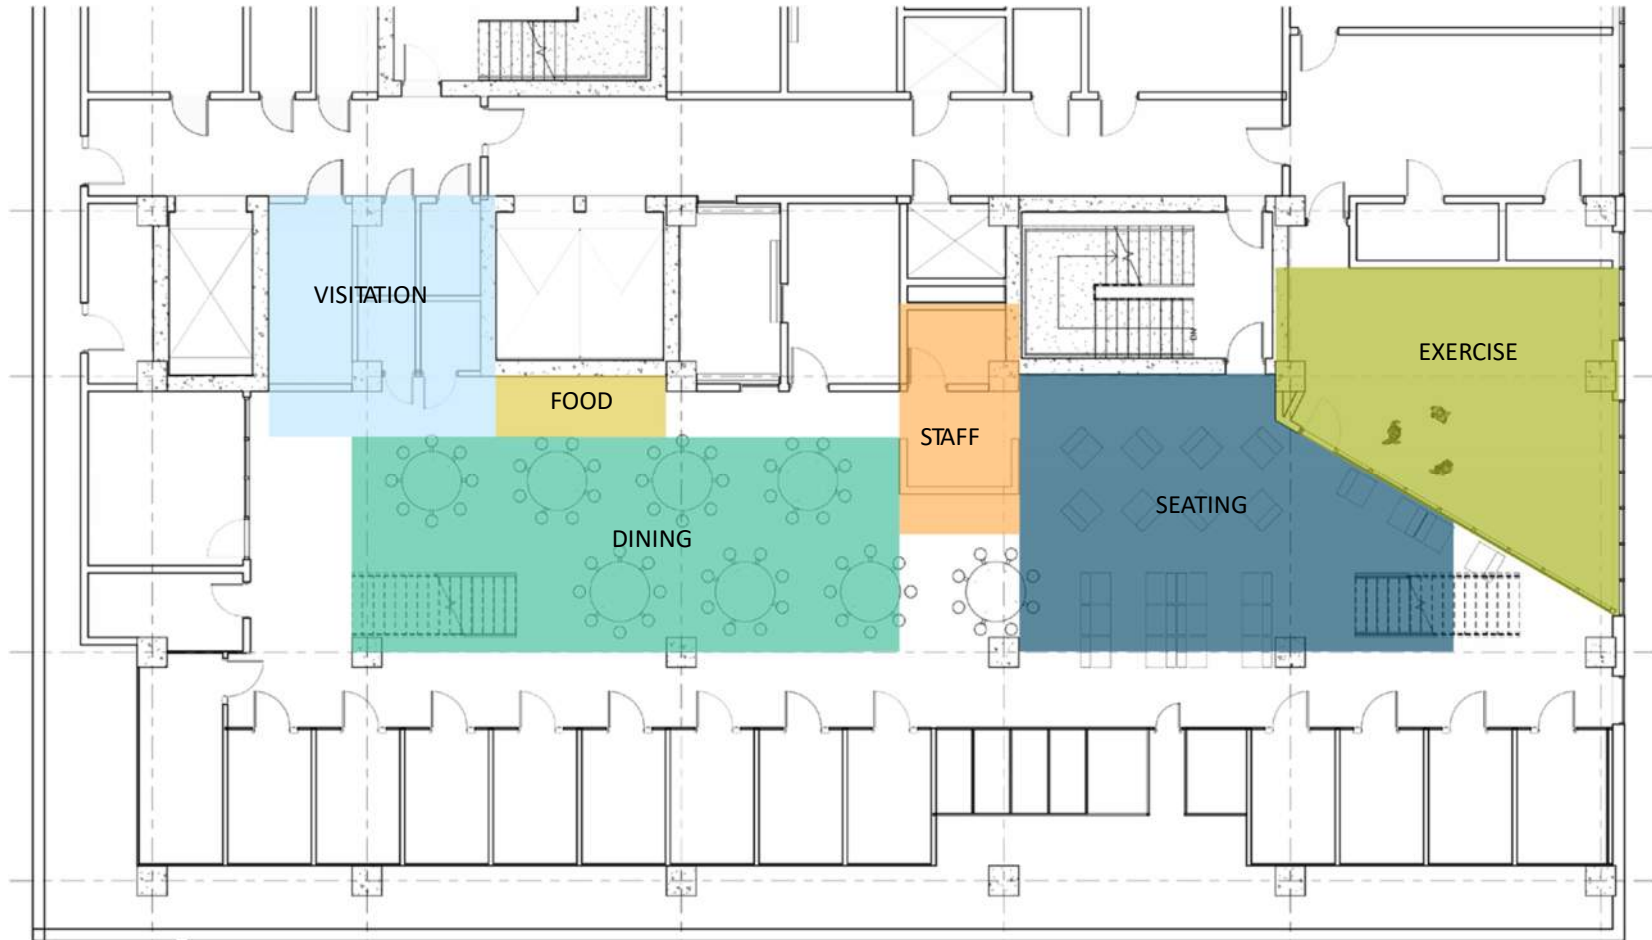 VISITATION
FOOD
EXERCISE
STAFF
SEATING
DINING